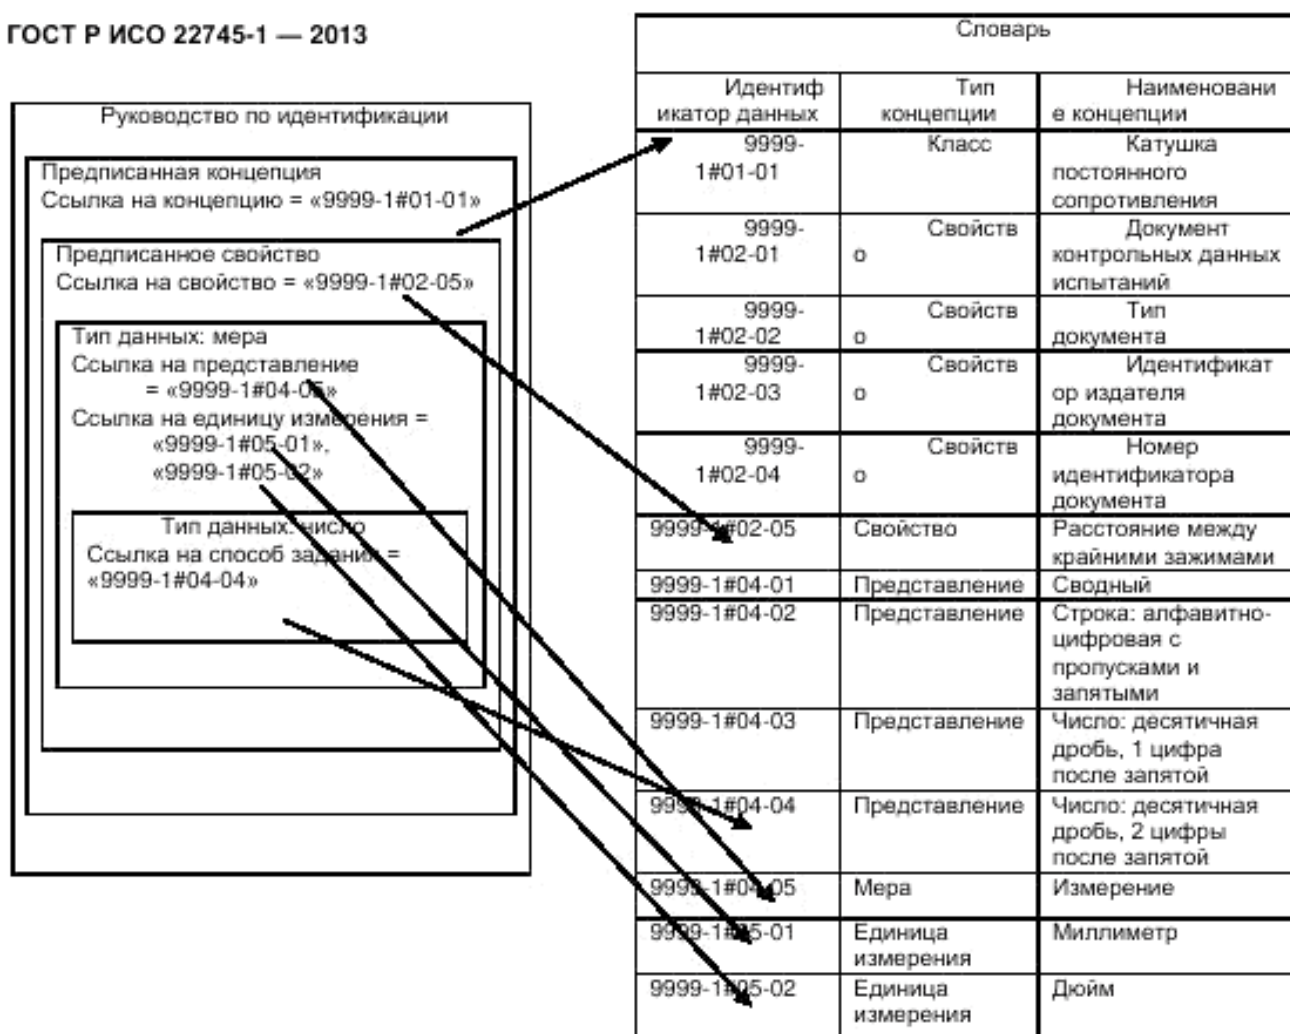 ГОСТ Р ИСО 22745-1 — 2013
Руководство по идентификации
Предписанная концепция
Ссылка на концепцию = «9999-1#01-01»
Предписанное свойство
Ссылка на свойство = «9999-1#02-05»
Тип данных: мера
Ссылка на представление
= «9999-1#04-05»
Ссылка на единицу измерения =
«9999-1#05-01»,
«9999-1#05-02»
Тип данных: число
Ссылка на способ задания =
«9999-1#04-04»
Словарь
Идентиф
икатор данных
Тип
концепции
Наименовани
е концепции
9999-
1#01-01
Класс
Катушка
постоянного
сопротивления
9999-
1#02-01
Свойств
о
Документ
контрольных данных
испытаний
9999-
1#02-02
Свойств
о
Тип
документа
9999-
1#02-03
Свойств
о
Идентификат
ор издателя
документа
9999-
1#02-04
Свойств
о
Номер
идентификатора
документа
9999-1#02-05
Свойство
Расстояние между
крайними зажимами
9999-1#04-01
Представление
Сводный
9999-1#04-02
Представление
Строка: алфавитно-
цифровая с
пропусками и
запятыми
9999-1#04-03
Представление
Число: десятичная
дробь, 1 цифра
после запятой
9999-1#04-04
Представление
Число: десятичная
дробь, 2 цифры
после запятой
9999-1#04-05
Мера
Измерение
9999-1#05-01
Единица
измерения
Миллиметр
9999-1#05-02
Единица
измерения
Дюйм